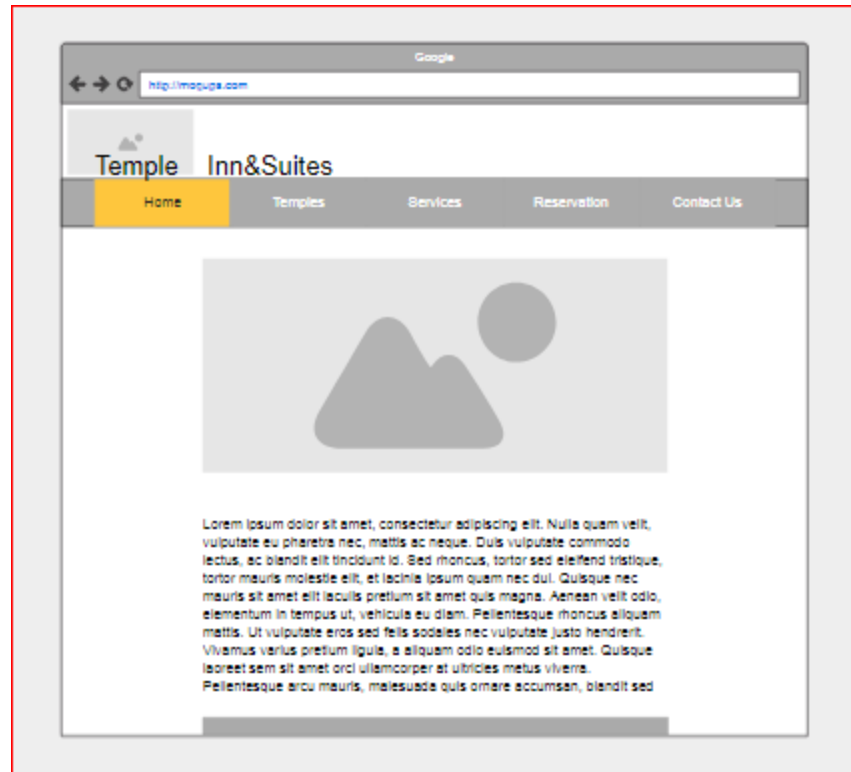 Google
http://moqups.com
Temple Inn&Suites
Home Temples Services Reservation Contact Us
Lorem ipsum dolor sit amet, consectetur adipiscing elit. Nulla quam velit,
vulputate eu pharetra nec, mattis ac neque. Duis vulputate commodo
lectus, ac blandit elit tincidunt id. Sed rhoncus, tortor sed eleifend tristique,
tortor mauris molestie elit, et lacinia ipsum quam nec dui. Quisque nec
mauris sit amet elit iaculis pretium sit amet quis magna. Aenean velit odio,
elementum in tempus ut, vehicula eu diam. Pellentesque rhoncus aliquam
mattis. Ut vulputate eros sed felis sodales nec vulputate justo hendrerit.
Vivamus varius pretium ligula, a aliquam odio euismod sit amet. Quisque
laoreet sem sit amet orci ullamcorper at ultricies metus viverra.
Pellentesque arcu mauris, malesuada quis ornare accumsan, blandit sed